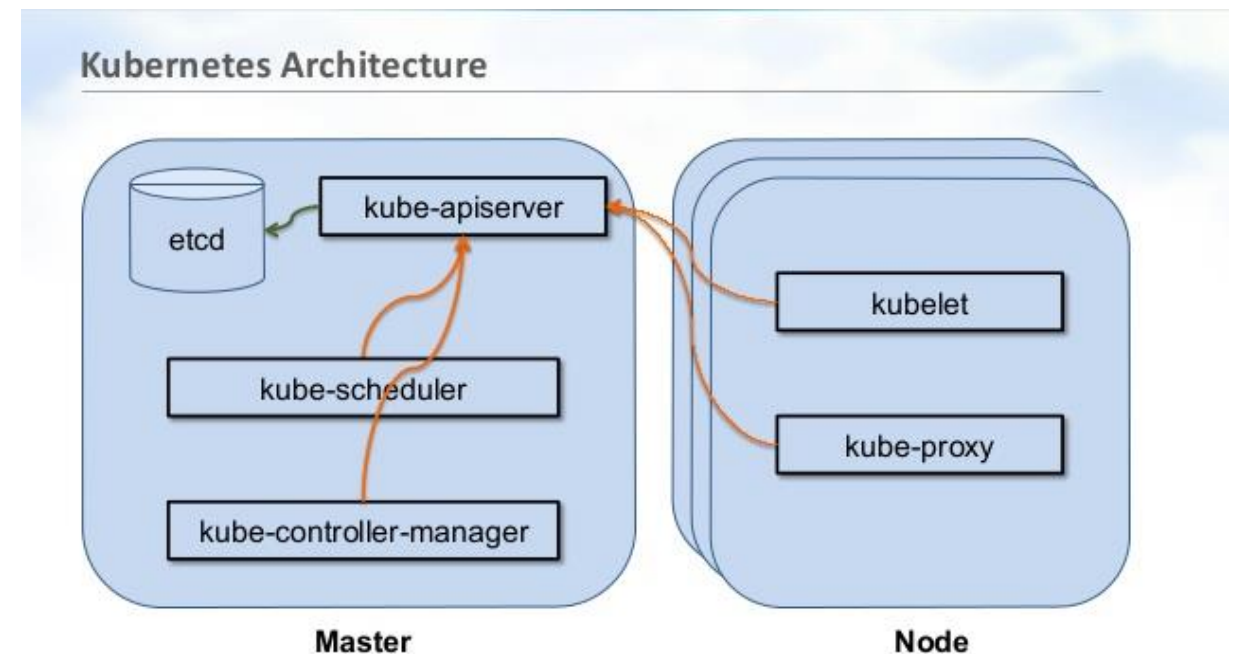 Kubernetes Architecture
etcd
kube-apiserver
kube-scheduler
kube-controller-manager
kubelet
kube-proxy
Master
Node